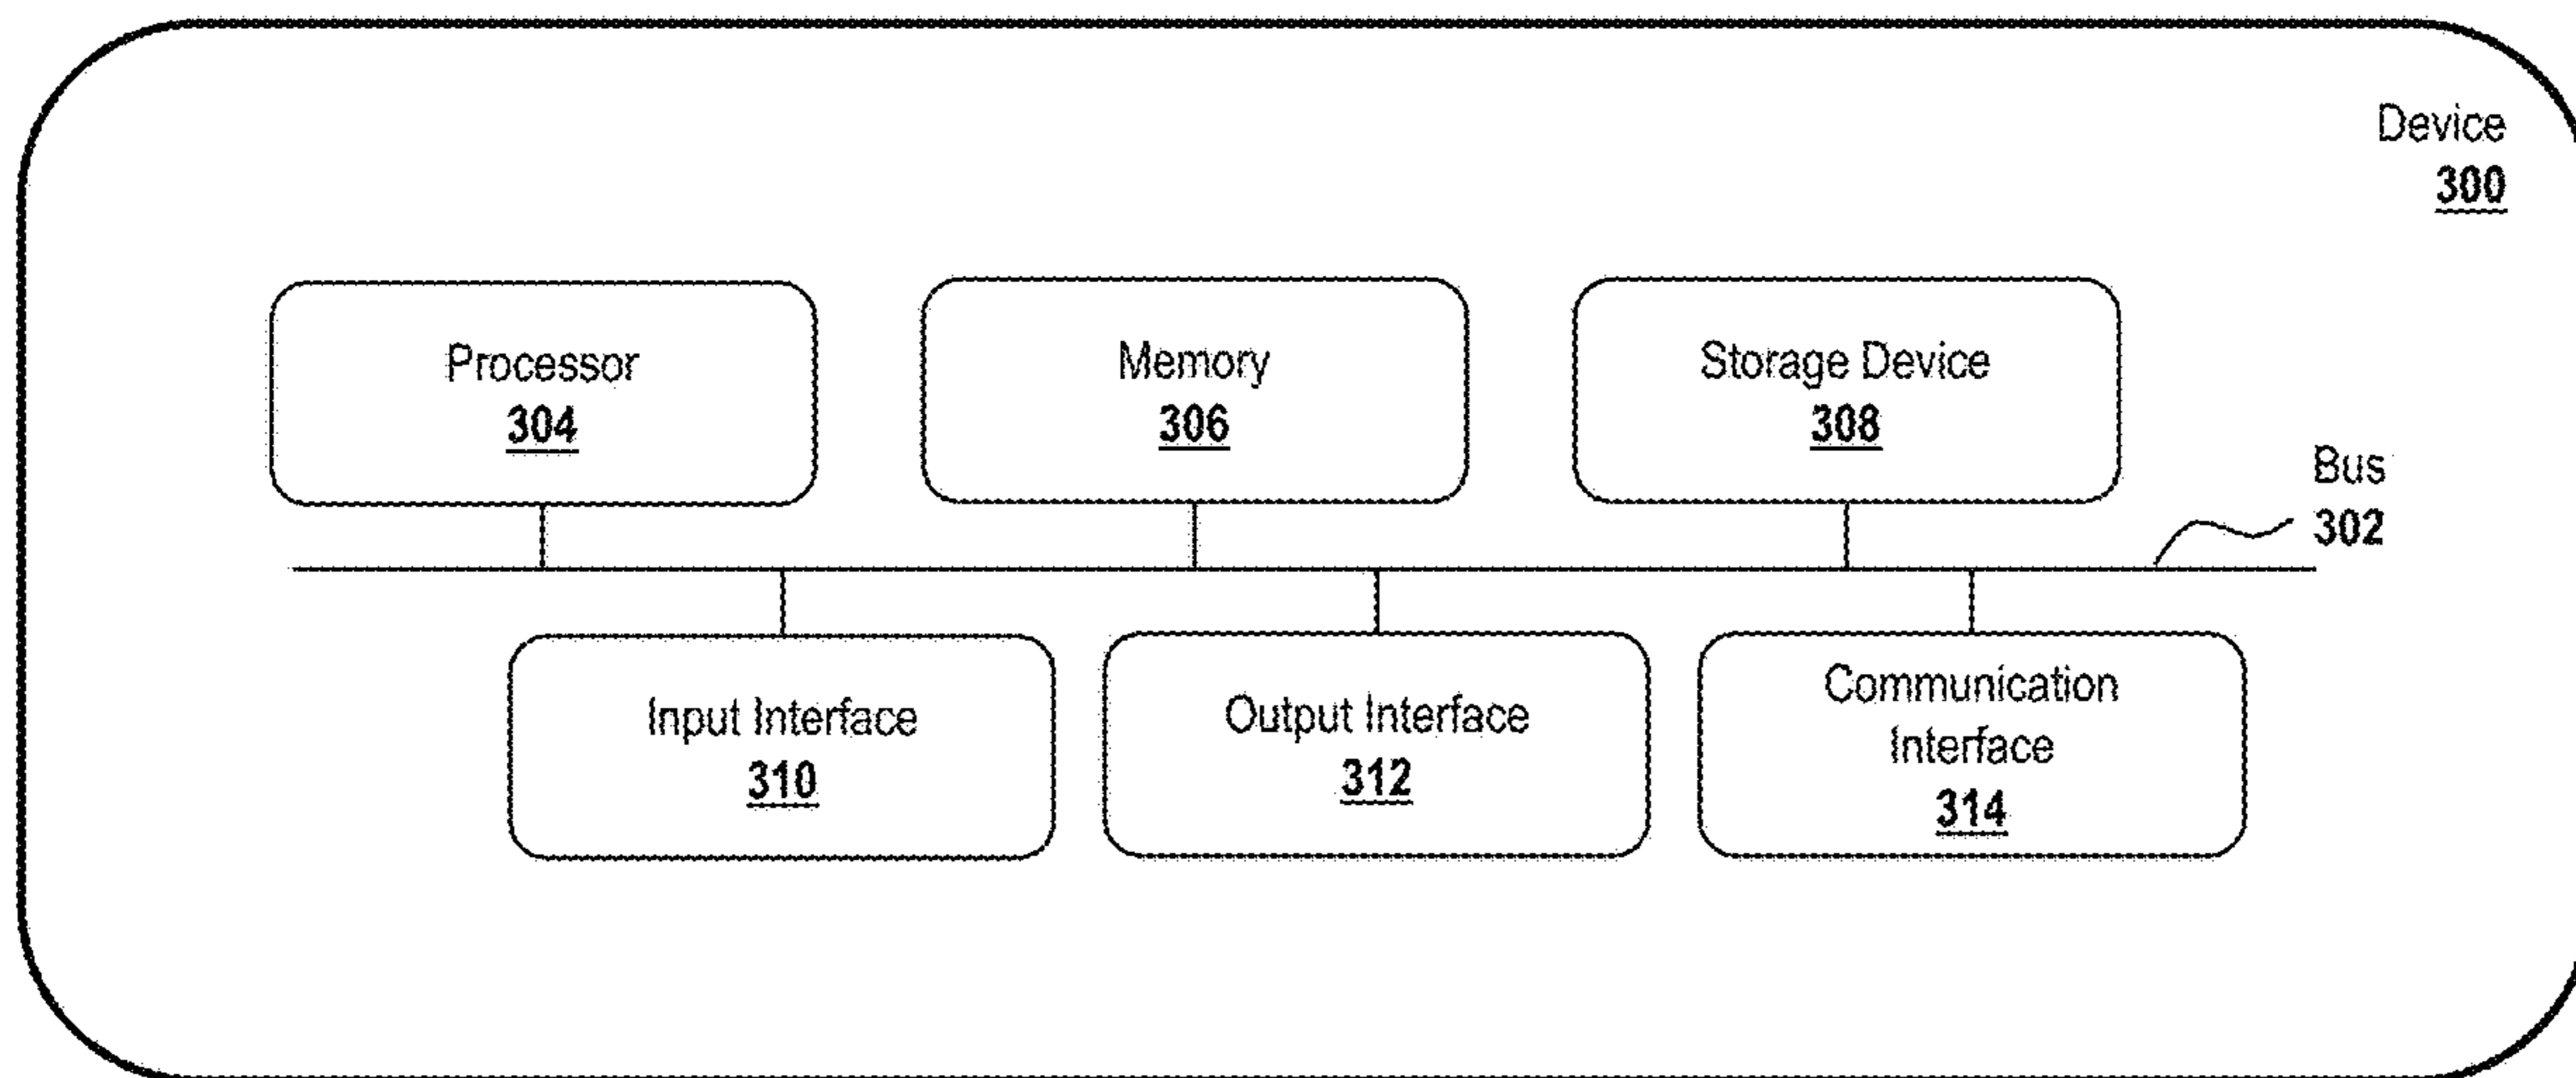 Device
300
Processor
304
Memory
306
Storage Device
308
Bus
302
Input Interface
310
Output Interface
312
Communication
Interface
314